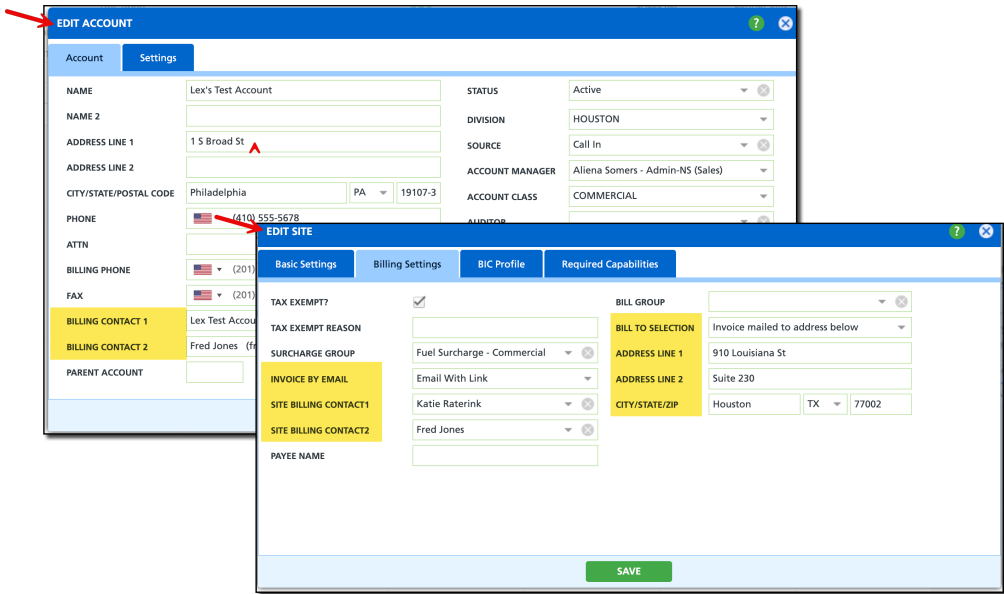 EDIT ACCOUNT ?
Account Settings
NAME Lex's Test Account STATUS Active
NAME 2 DIVISION HOUSTON
ADDRESS LINE 1 1 S Broad St SOURCE Call In
ADDRESS LINE 2 ACCOUNT MANAGER Aliena Somers - Admin-NS (Sales)
CITY/STATE/POSTAL CODE Philadelphia PA 19107-3 ACCOUNT CLASS COMMERCIAL
PHONE (410) 555-5678 AUDITOR
ATTN
BILLING PHONE (201)
FAX (201)
BILLING CONTACT 1 Lex Test Accou
BILLING CONTACT 2 Fred Jones (fr
PARENT ACCOUNT
EDIT SITE ?
Basic Settings Billing Settings BIC Profile Required Capabilities
TAX EXEMPT? BILL GROUP
TAX EXEMPT REASON BILL TO SELECTION Invoice mailed to address below
SURCHARGE GROUP Fuel Surcharge - Commercial ADDRESS LINE 1 910 Louisiana St
INVOICE BY EMAIL Email With Link ADDRESS LINE 2 Suite 230
SITE BILLING CONTACT1 Katie Raterink CITY/STATE/ZIP Houston TX 77002
SITE BILLING CONTACT2 Fred Jones
PAYEE NAME
SAVE